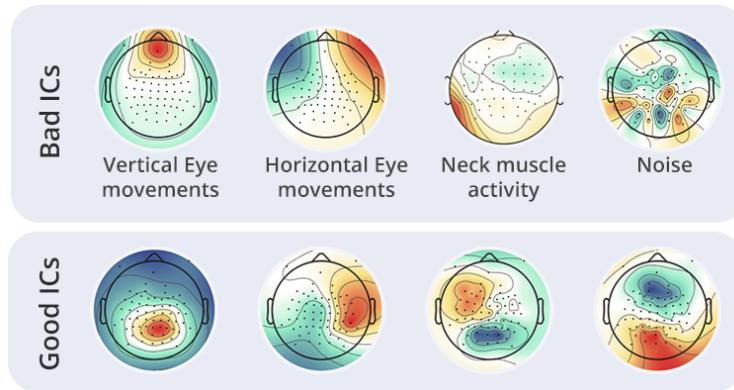 Bad ICs
Vertical Eye
movements
Horizontal Eye
movements
Neck muscle
activity
Noise
Good ICs